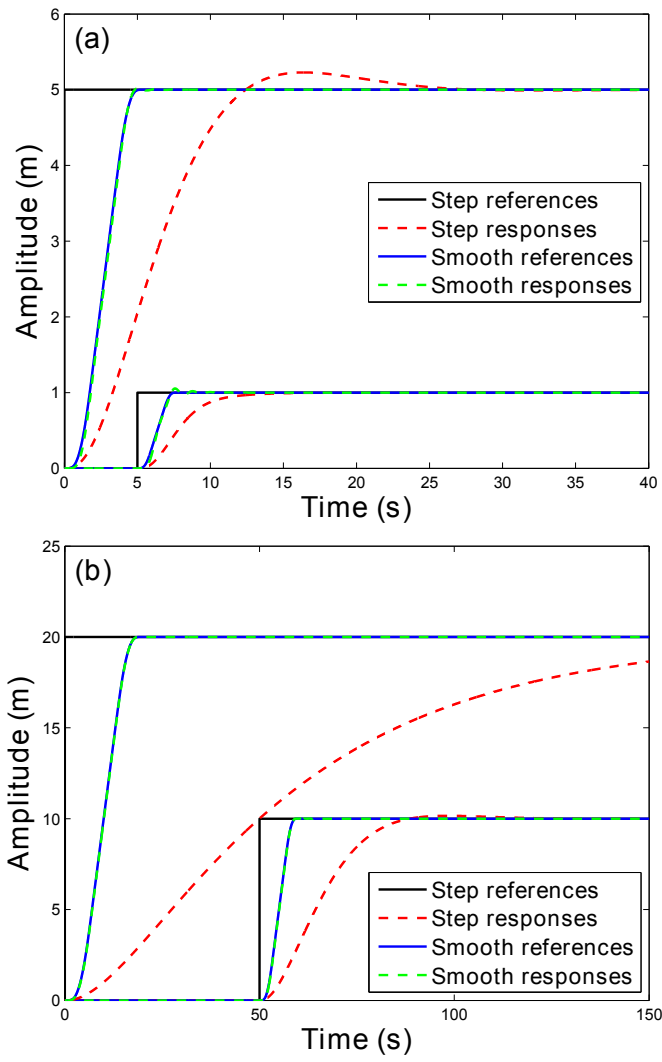 (a)
6
5
4
3
2
1
0
Amplitude (m)
Step references
Step responses
Smooth references
Smooth responses
0 5 10 15 20 25 30 35 40
Time (s)
(b)
25
20
15
10
5
0
Amplitude (m)
Step references
Step responses
Smooth references
Smooth responses
0 50 100 150
Time (s)